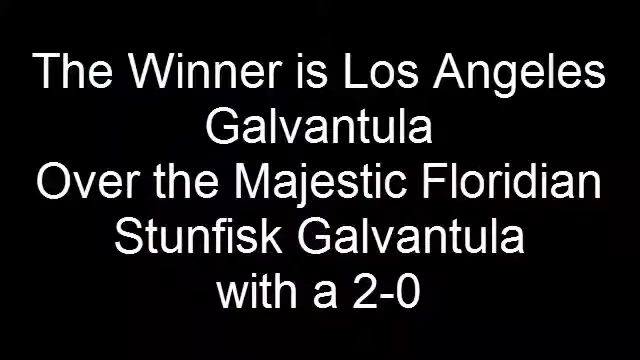 The Winner is Los Angeles
Galvantula
Over the Majestic Floridian
Stunfisk Galvantula
with a 2-0